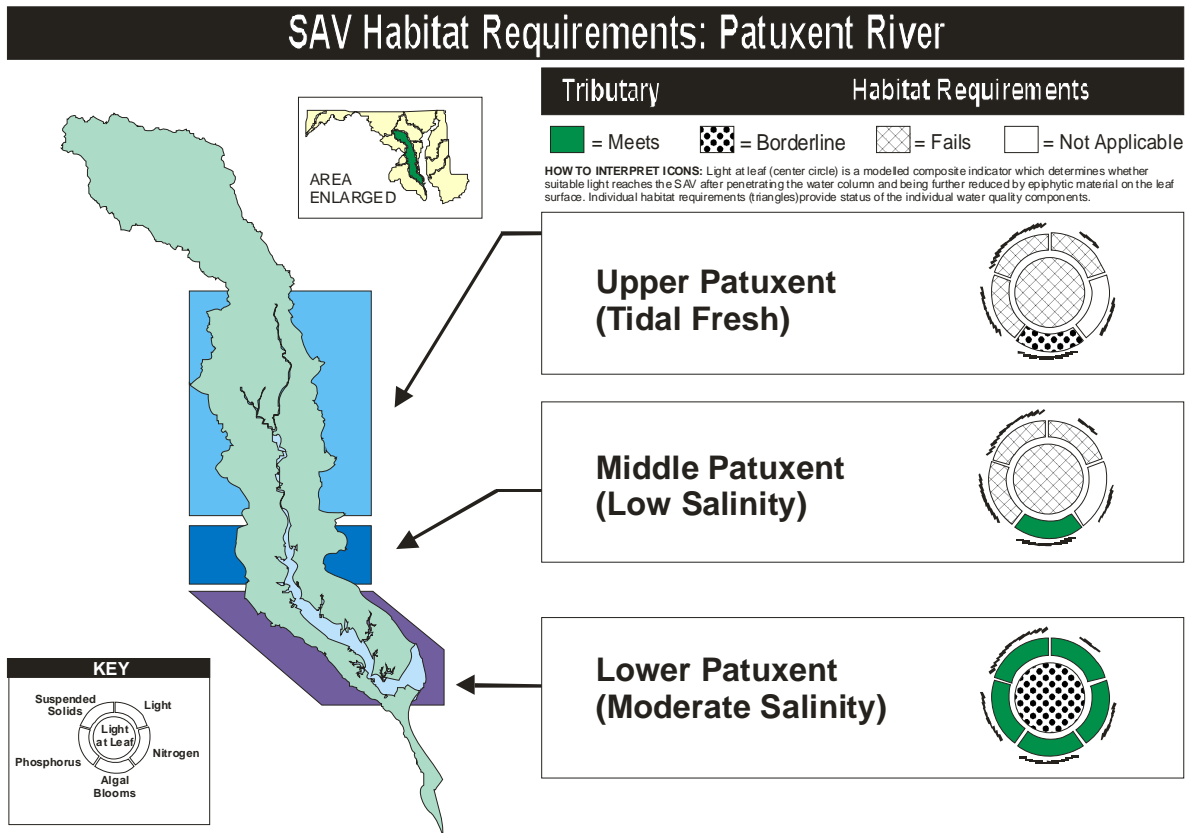 SAV Habitat Requirements: Patuxent River
AREA
ENLARGED
Tributary
Habitat Requirements
= Meets
= Borderline
= Fails
= Not Applicable
HOW TO INTERPRET ICONS: Light at leaf (center circle) is a modelled composite indicator which determines whether
suitable light reaches the SAV after penetrating the water column and being further reduced by epiphytic material on the leaf
surface. Individual habitat requirements (triangles)provide status of the individual water quality components.
Upper Patuxent
(Tidal Fresh)
Middle Patuxent
(Low Salinity)
Lower Patuxent
(Moderate Salinity)
KEY
Suspended
Solids
Light
Light
at Leaf
Nitrogen
Phosphorus
Algal
Blooms